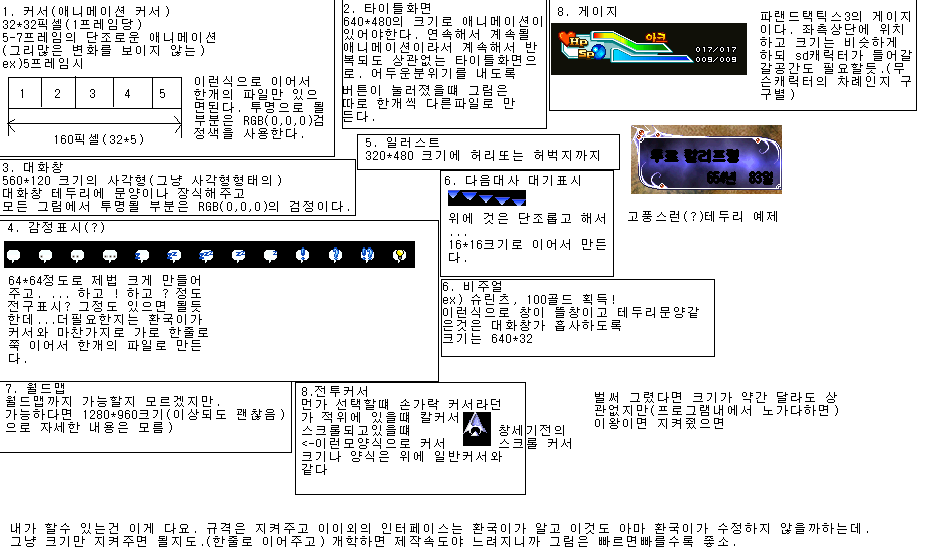 1. 커서(애니메이션 커서)
32*32픽셀(1프레임당)
5-7프레임의 단조로운 애니메이션
(그리많은 변화를 보이지 않는)
ex)5프레임시
1 2 3 4 5
160픽셀(32*5)
이런식으로 이어서
한개의 파일만 있으
면된다. 투명으로 될
부분은 RGB(0,0,0)검
정색을 사용한다.
2. 타이틀화면
640*480의 크기로 애니메이션이
있어야한다. 연속해서 계속될
애니메이션이라서 계속해서 반
복되도 상관없는 타이틀화면으
로. 어두운분위기를 내도록
버튼이 눌러졌을때 그림은
따로 한개씩 다른파일로 만
든다.
8. 게이지
HP
SP
아크
017/017
009/009
파랜드택틱스3의 게이지
이다. 좌측상단에 위치
하고 크기는 비슷하게
하되 sd캐릭터가 들어갈
갈공간도 필요할듯.(무
슨캐릭터의 차례인지 구
구별)
3. 대화창
560*120 크기의 사각형(그냥 사각형형태의)
대화창 테두리에 문양이나 장식해주고
모든 그림에서 투명될 부분은 RGB(0,0,0)의 검정이다.
5. 일러스트
320*480 크기에 허리또는 허벅지까지
654년 83일
고풍스런(?)테두리 예제
4. 감정표시(?)
64*64정도로 제법 크게 만들어
주고. ... 하고 ! 하고 ? 정도
전구표시? 그정도 있으면 될듯
한데...더필요한지는 환국이가
커서와 마찬가지로 가로 한줄로
쭉 이어서 한개의 파일로 만든
다.
6. 다음대사 대기표시
위에 것은 단조롭고 해서
...
16*16크기로 이어서 만든
다.
6. 비주얼
ex) 슈린츠, 100골드 획득!
이런식으로 창이 뜰창이고 테두리문양같
은것은 대화창가 흡사하도록
크기는 640*32
7. 월드맵
월드맵까지 가능할지 모르겠지만.
가능하다면 1280*960크기(이상되도 괜찮음)
으로 자세한 내용은 모름)
8.전투커서
먼가 선택할때 손가락 커서라던
가 적위에 있을때 칼커서
스크롤되고있을때 창세기전의
<-이런모양식으로 커서 스크롤 커서
크기나 양식은 위에 일반커서와
같다
벌써 그렸다면 크기가 약간 달라도 상
관없지만(프로그램내에서 노가다하면)
이왕이면 지켜줬으면
내가 할수 있는건 이게 다요. 규격은 지켜주고 이이외의 인터페이스는 환국이가 알고 이것도 아마 환국이가 수정하지 않을까하는데.
그냥 크기만 지켜주면 될지도.(한줄로 이어주고) 개학하면 제작속도야 느려지니까 그림은 빠르면빠를수록 좋소.